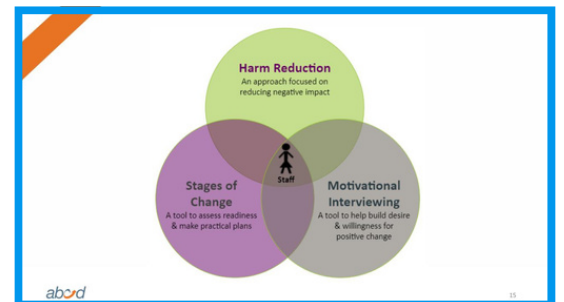 Harm Reduction
An approach focused on
reducing negative impact
Staff
Stages of
Change
A tool to assess readiness
& make practical plans
Motivational
Interviewing
A tool to help build desire
& willingness for
positive change
abod
15